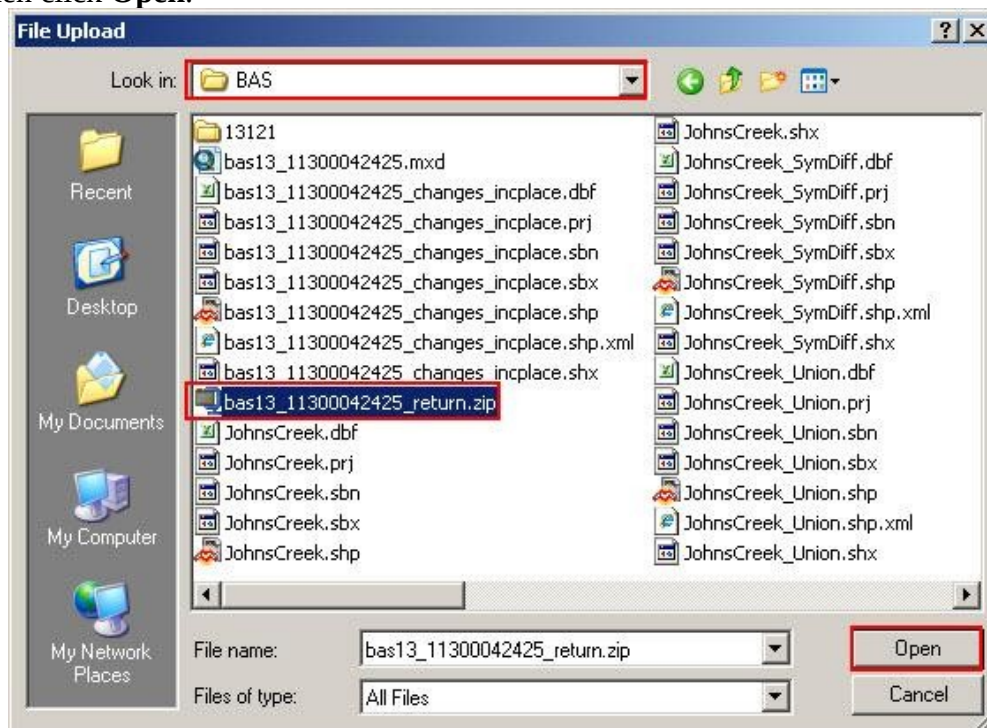 click Open.
File Upload
Look in: BAS
Recent
Desktop
My Documents
My Computer
My Network
Places
13121
bas13_11300042425.mxd
bas13_11300042425_changes_incplace.dbf
bas13_11300042425_changes_incplace.prj
bas13_11300042425_changes_incplace.sbn
bas13_11300042425_changes_incplace.sbx
bas13_11300042425_changes_incplace.shp
bas13_11300042425_changes_incplace.shp.xml
bas13_11300042425_changes_incplace.shx
bas13_11300042425_return.zip
JohnsCreek.dbf
JohnsCreek.prj
JohnsCreek.sbn
JohnsCreek.sbx
JohnsCreek.shp
JohnsCreek.shx
JohnsCreek_SymDiff.dbf
JohnsCreek_SymDiff.prj
JohnsCreek_SymDiff.sbn
JohnsCreek_SymDiff.sbx
JohnsCreek_SymDiff.shp
JohnsCreek_SymDiff.shp.xml
JohnsCreek_SymDiff.shx
JohnsCreek_Union.dbf
JohnsCreek_Union.prj
JohnsCreek_Union.sbn
JohnsCreek_Union.sbx
JohnsCreek_Union.shp
JohnsCreek_Union.shp.xml
JohnsCreek_Union.shx
File name: bas13_11300042425_return.zip Open
Files of type: All Files Cancel